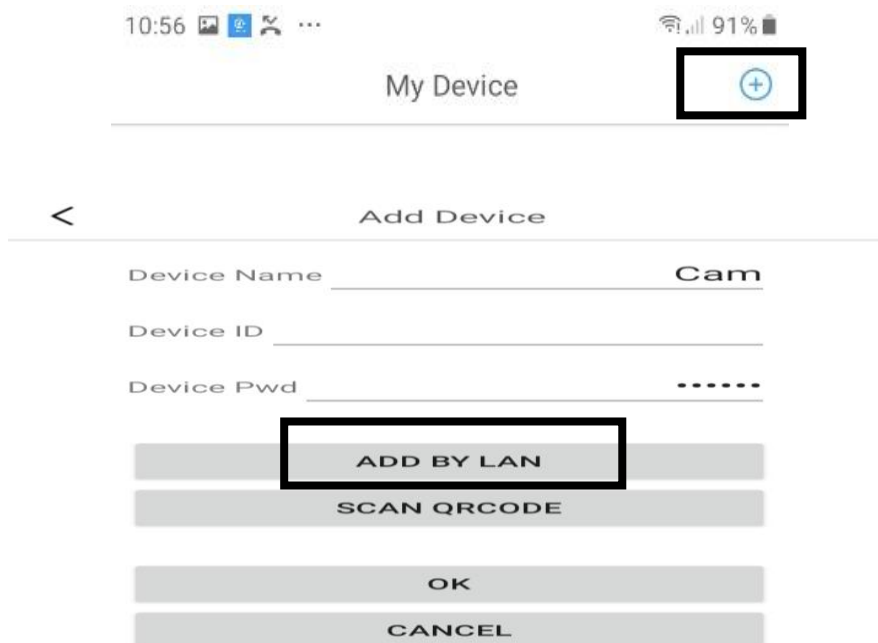 10:56 ... 91%
My Device
< Add Device
Device Name Cam
Device ID
Device Pwd ••••••
ADD BY LAN
SCAN QRCODE
OK
CANCEL